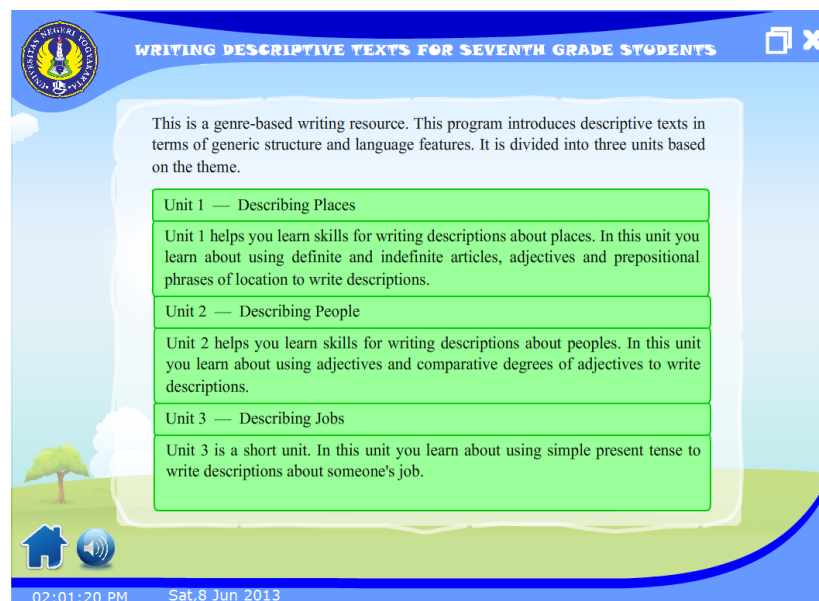 UNIVERSITAS NEGERI YOGYAKARTA
WRITING DESCRIPTIVE TEXTS FOR SEVENTH GRADE STUDENTS
This is a genre-based writing resource. This program introduces descriptive texts in
terms of generic structure and language features. It is divided into three units based
on the theme.
Unit 1 — Describing Places
Unit 1 helps you learn skills for writing descriptions about places. In this unit you
learn about using definite and indefinite articles, adjectives and prepositional
phrases of location to write descriptions.
Unit 2 — Describing People
Unit 2 helps you learn skills for writing descriptions about peoples. In this unit
you learn about using adjectives and comparative degrees of adjectives to write
descriptions.
Unit 3 — Describing Jobs
Unit 3 is a short unit. In this unit you learn about using simple present tense to
write descriptions about someone's job.
02:01:20 PM Sat,8 Jun 2013